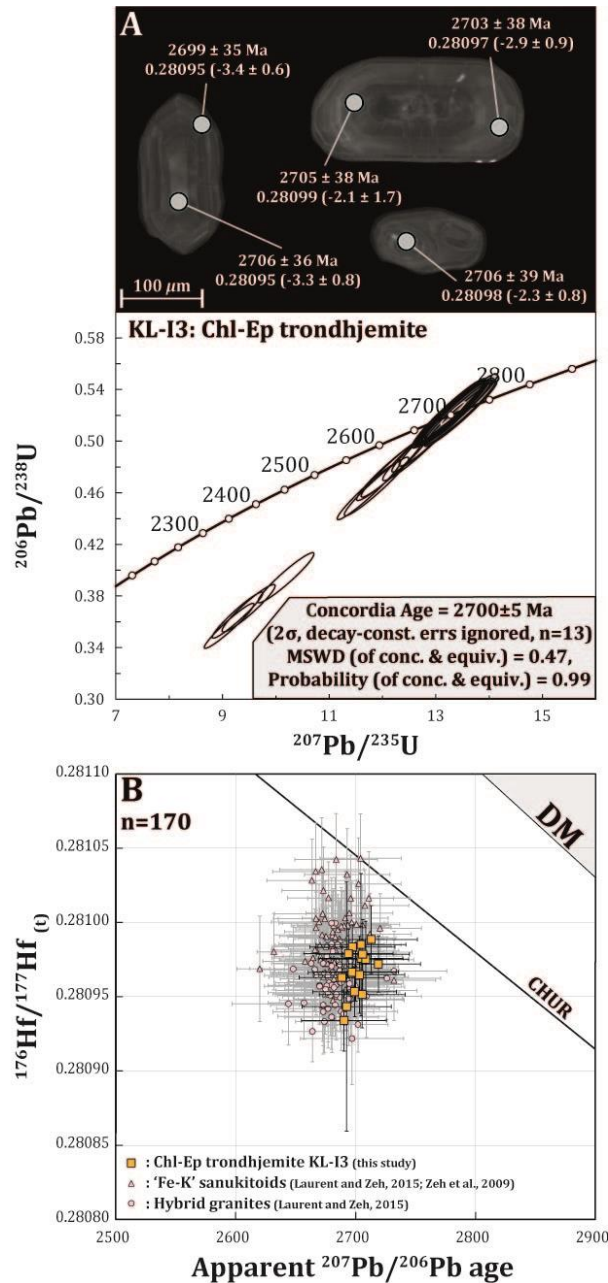 A
2699 ± 35 Ma
0.28095 (-3.4 ± 0.6)
2703 ± 38 Ma
0.28097 (-2.9 ± 0.9)
2705 ± 38 Ma
0.28099 (-2.1 ± 1.7)
2706 ± 36 Ma
0.28095 (-3.3 ± 0.8)
2706 ± 39 Ma
0.28098 (-2.3 ± 0.8)
100 μm
KL-I3: Chl-Ep trondhjemite
0.58
0.54
0.50
0.46
0.42
0.38
0.34
0.30
206Pb/238U
2300
2400
2500
2600
2700
2800
Concordia Age = 2700±5 Ma
(2σ, decay-const. errs ignored, n=13)
MSWD (of conc. & equiv.) = 0.47,
Probability (of conc. & equiv.) = 0.99
7
9
11
13
15
207Pb/235U
B
n=170
DM
CHUR
0.28110
0.28105
0.28100
0.28095
0.28090
0.28085
0.28080
176Hf/177Hf (t)
: Chl-Ep trondhjemite KL-I3 (this study)
: 'Fe-K' sanukitoids (Laurent and Zeh, 2015; Zeh et al., 2009)
: Hybrid granites (Laurent and Zeh, 2015)
2500
2600
2700
2800
2900
Apparent 207Pb/206Pb age